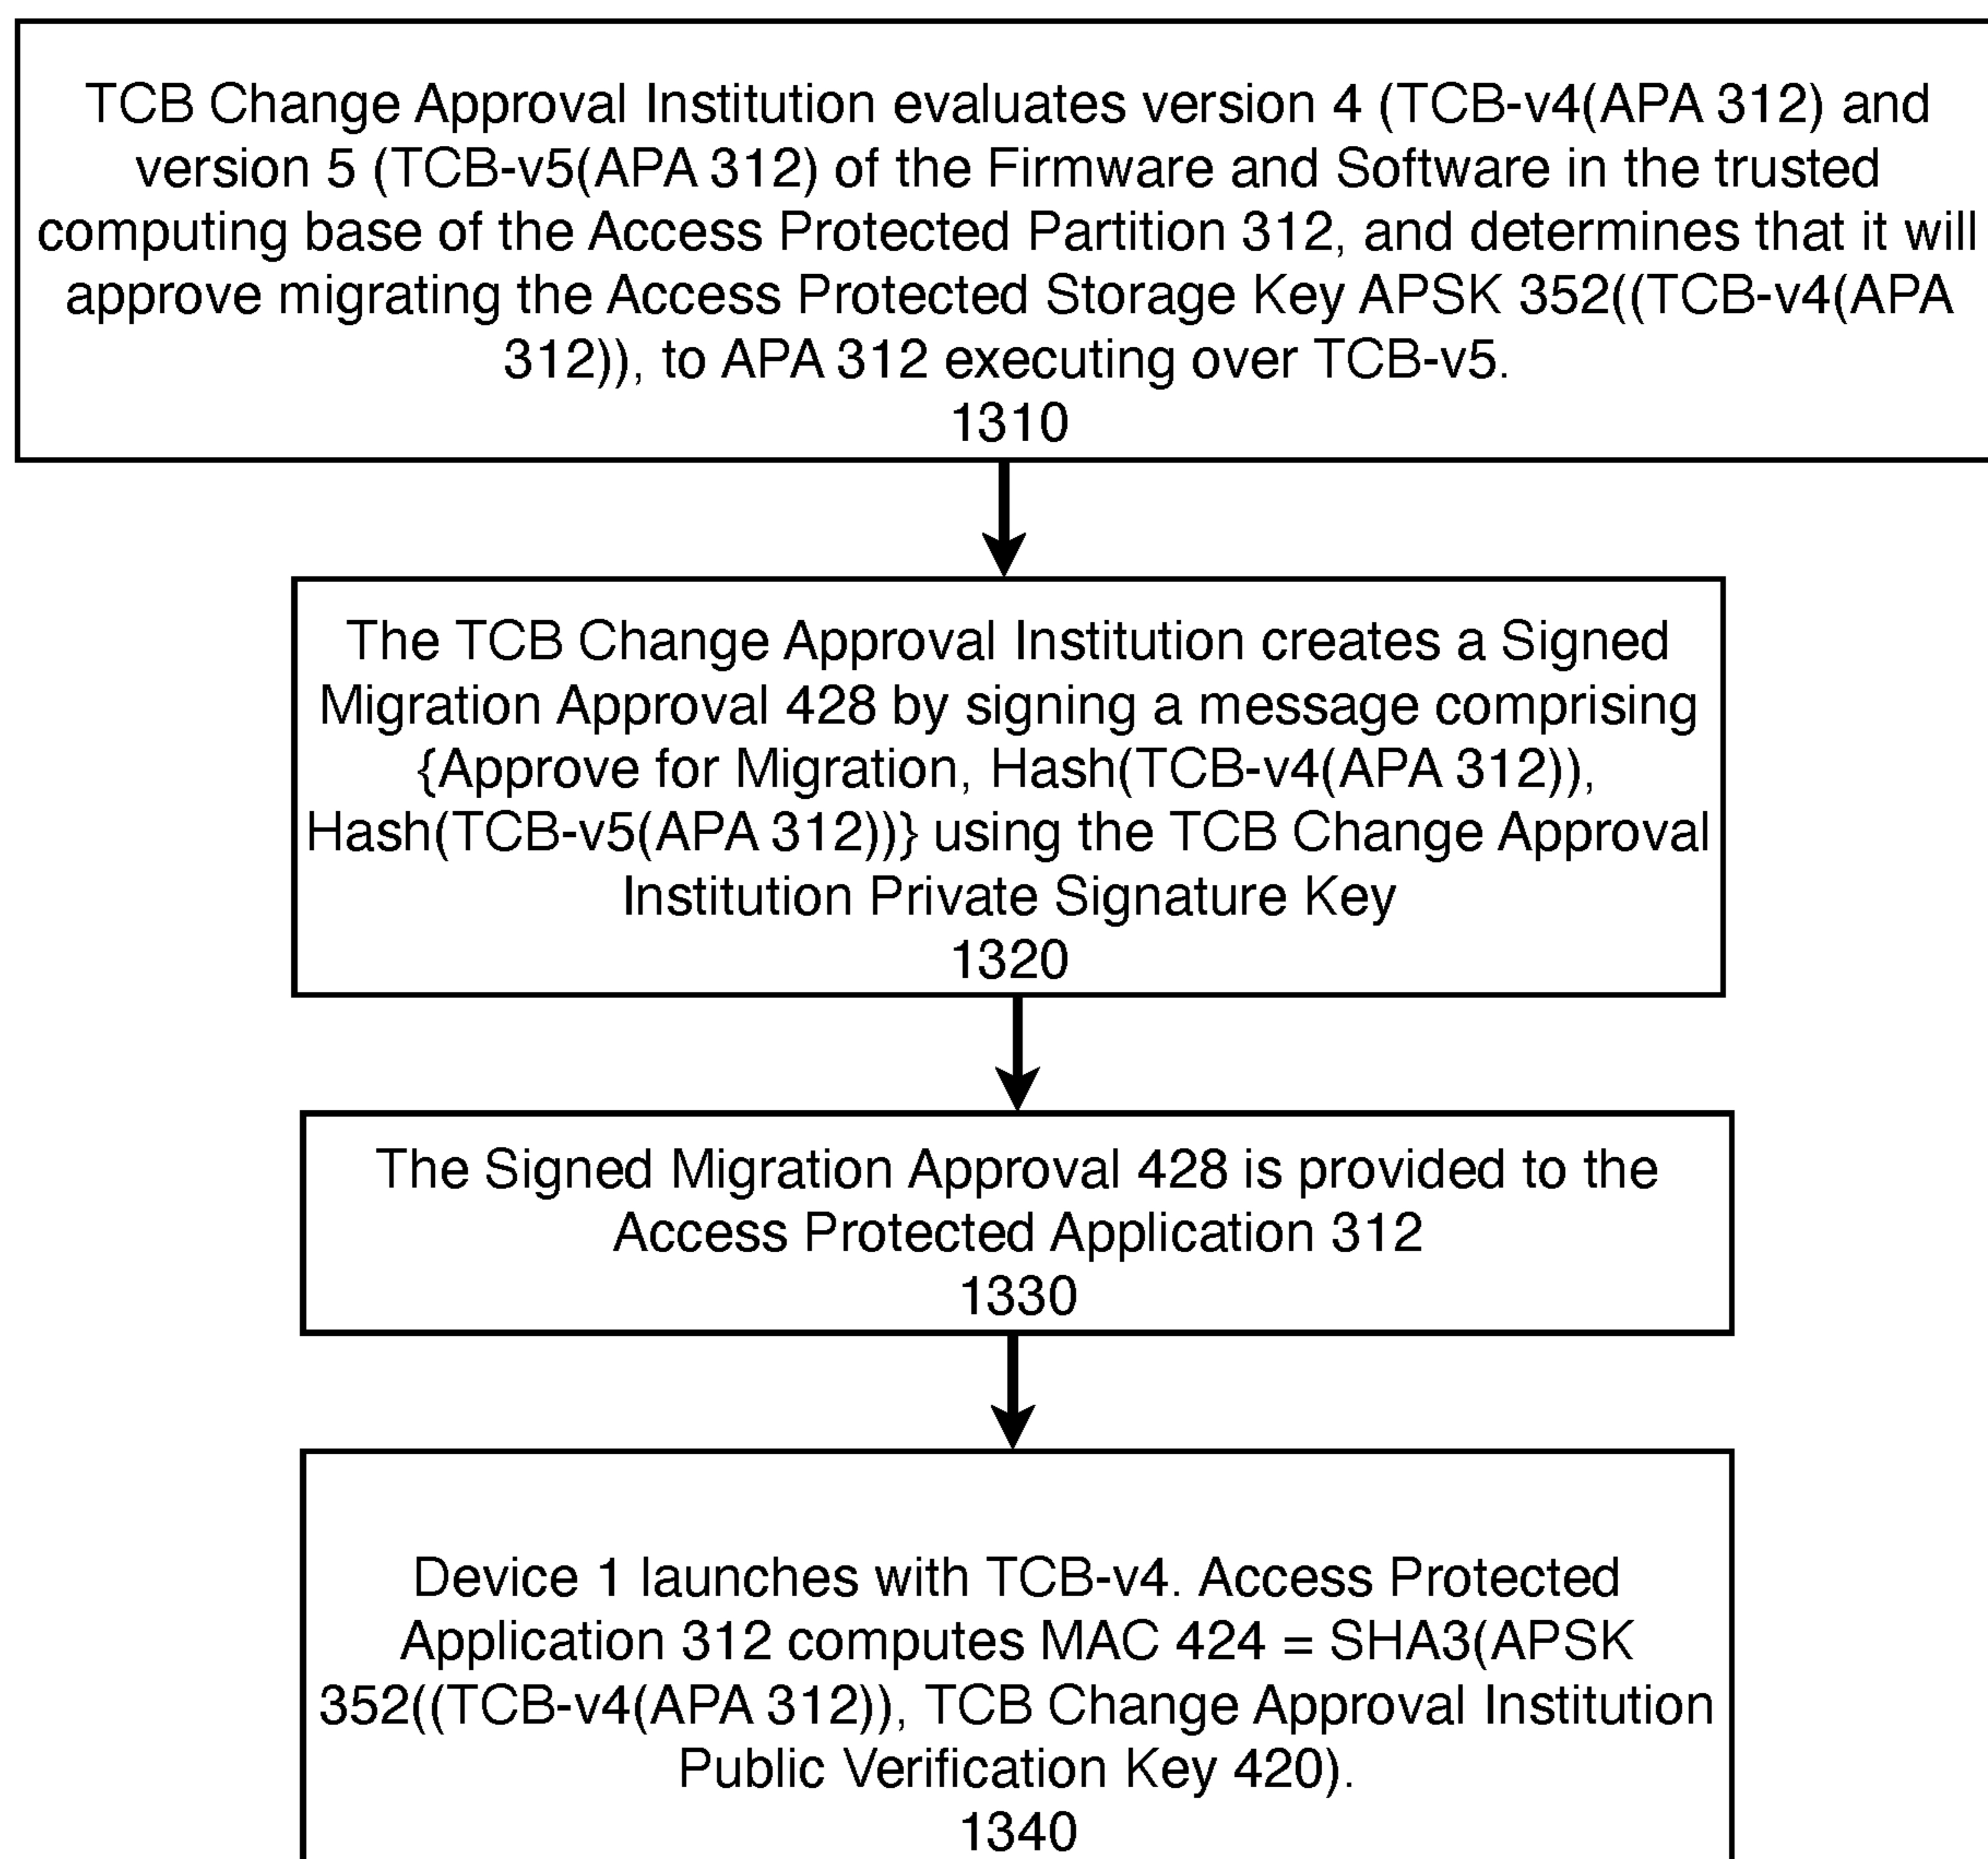 TCB Change Approval Institution evaluates version 4 (TCB-v4(APA 312) and
version 5 (TCB-v5(APA 312) of the Firmware and Software in the trusted
computing base of the Access Protected Partition 312, and determines that it will
approve migrating the Access Protected Storage Key APSK 352((TCB-v4(APA
312)), to APA 312 executing over TCB-v5.
1310
The TCB Change Approval Institution creates a Signed
Migration Approval 428 by signing a message comprising
{Approve for Migration, Hash(TCB-v4(APA 312)),
Hash(TCB-v5(APA 312))} using the TCB Change Approval
Institution Private Signature Key
1320
The Signed Migration Approval 428 is provided to the
Access Protected Application 312
1330
Device 1 launches with TCB-v4. Access Protected
Application 312 computes MAC 424 = SHA3(APSK
352((TCB-v4(APA 312)), TCB Change Approval Institution
Public Verification Key 420).
1340